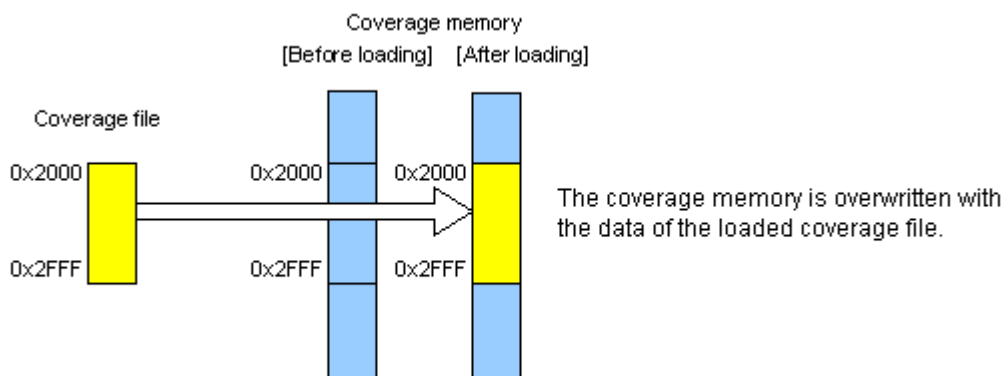 Coverage memory
[Before loading] [After loading]
Coverage file
0x2000 0x2000 0x2000
The coverage memory is overwritten with
the data of the loaded coverage file.
0x2FFF 0x2FFF 0x2FFF